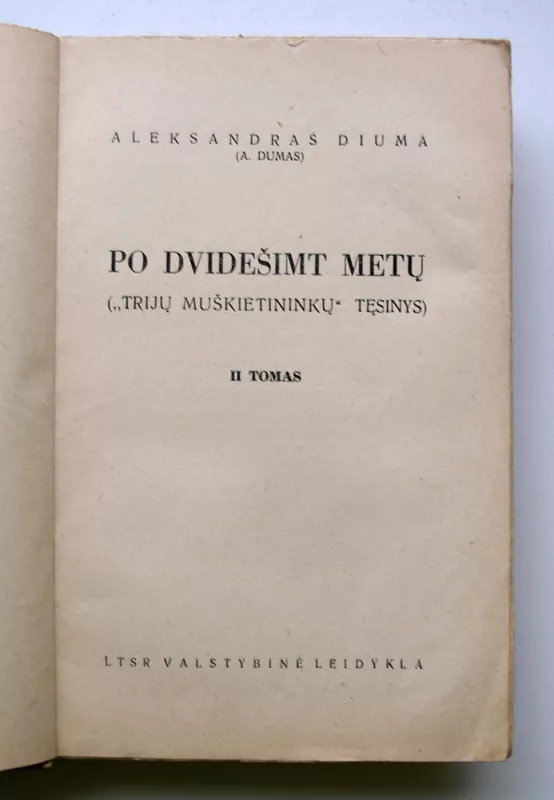 ALEKSANDRAS DIUMA
(A. DUMAS)
PO DVIDEŠIMT METŲ
(„TRIJŲ MUŠKIETININKŲ“ TĘSINYS)
II TOMAS
LTSR VALSTYBINĖ LEIDYKLA